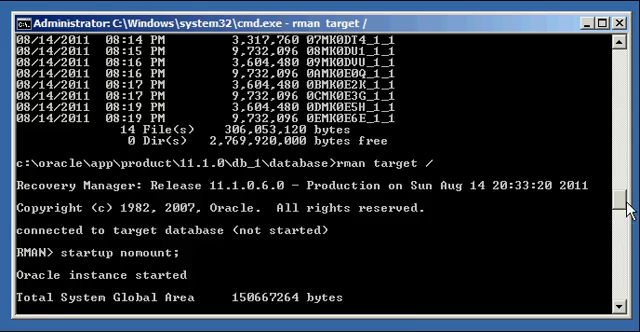 Administrator: C:\Windows\system32\cmd.exe - rman target /
08/14/2011 08:14 PM 3,317,760 07MK0DT4_1_1
08/14/2011 08:15 PM 9,732,096 08MK0DU1_1_1
08/14/2011 08:16 PM 3,604,480 09MK0DVU_1_1
08/14/2011 08:16 PM 9,732,096 0AMK0E0Q_1_1
08/14/2011 08:17 PM 3,604,480 0BMK0E2K_1_1
08/14/2011 08:17 PM 9,732,096 0CMK0E3G_1_1
08/14/2011 08:19 PM 3,604,480 0DMK0E5H_1_1
08/14/2011 08:19 PM 9,732,096 0EMK0E6E_1_1
14 File(s) 306,053,120 bytes
0 Dir(s) 2,769,920,000 bytes free
c:\oracle\app\product\11.1.0\db_1\database>rman target /
Recovery Manager: Release 11.1.0.6.0 - Production on Sun Aug 14 20:33:20 2011
Copyright (c) 1982, 2007, Oracle. All rights reserved.
connected to target database (not started)
RMAN> startup nomount;
Oracle instance started
Total System Global Area 150667264 bytes